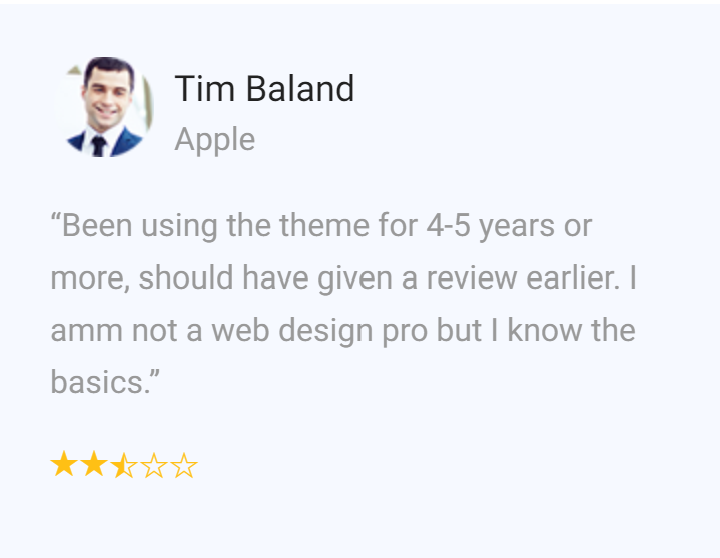 Tim Baland
Apple
“Been using the theme for 4-5 years or
more, should have given a review earlier. I
amm not a web design pro but I know the
basics.”